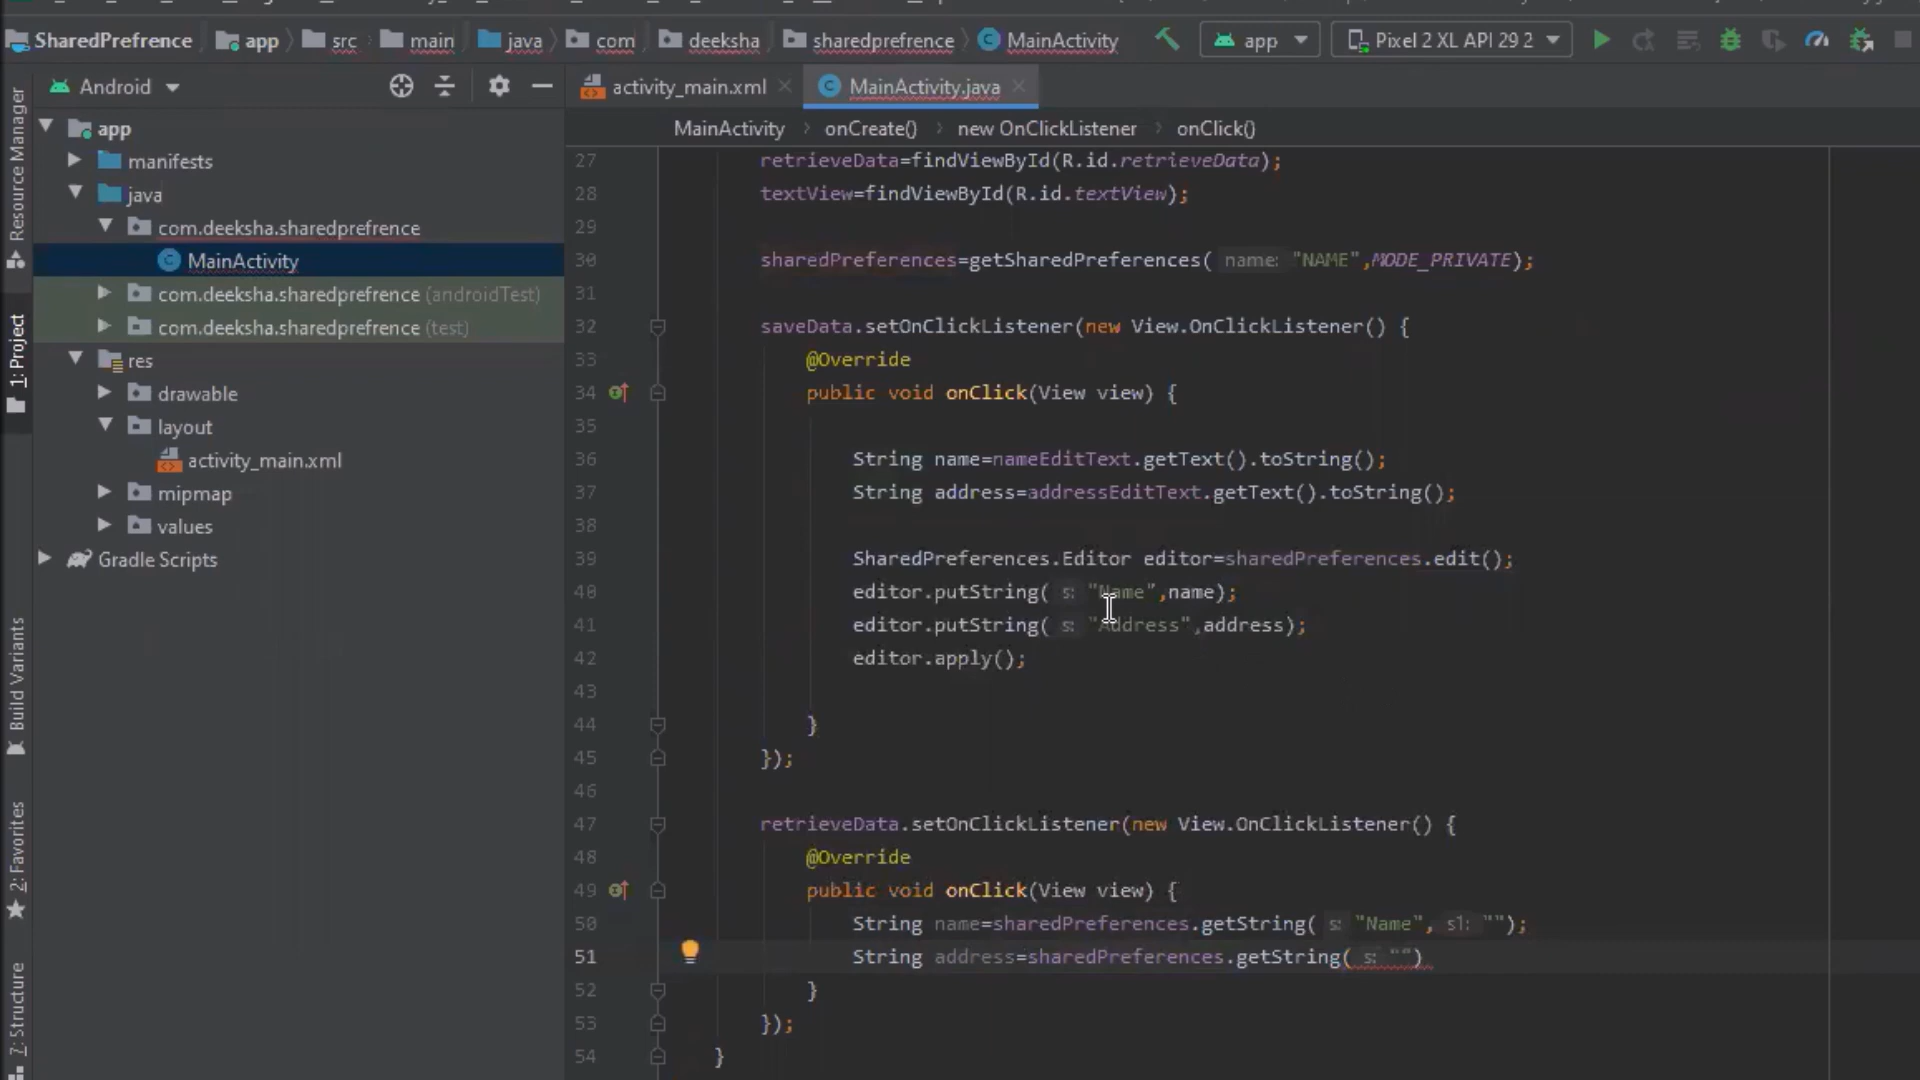 SharedPrefrence app src main java com deeksha sharedprefrence MainActivity app Pixel 2 XL API 29 2
Android
activity_main.xml MainActivity.java
MainActivity onCreate() new OnClickListener onClick()
Resource Manager
1: Project
Build Variants
2: Favorites
7: Structure
app
manifests
java
com.deeksha.sharedprefrence
MainActivity
com.deeksha.sharedprefrence (androidTest)
com.deeksha.sharedprefrence (test)
res
drawable
layout
activity_main.xml
mipmap
values
Gradle Scripts
27 retrieveData=findViewById(R.id.retrieveData);
28 textView=findViewById(R.id.textView);
29
30 sharedPreferences=getSharedPreferences( name: "NAME",MODE_PRIVATE);
31
32 saveData.setOnClickListener(new View.OnClickListener() {
33 @Override
34 public void onClick(View view) {
35
36 String name=nameEditText.getText().toString();
37 String address=addressEditText.getText().toString();
38
39 SharedPreferences.Editor editor=sharedPreferences.edit();
40 editor.putString( s: "Name",name);
41 editor.putString( s: "Address",address);
42 editor.apply();
43
44 }
45 });
46
47 retrieveData.setOnClickListener(new View.OnClickListener() {
48 @Override
49 public void onClick(View view) {
50 String name=sharedPreferences.getString( s: "Name", s1: "");
51 String address=sharedPreferences.getString( s: "")
52 }
53 });
54 }